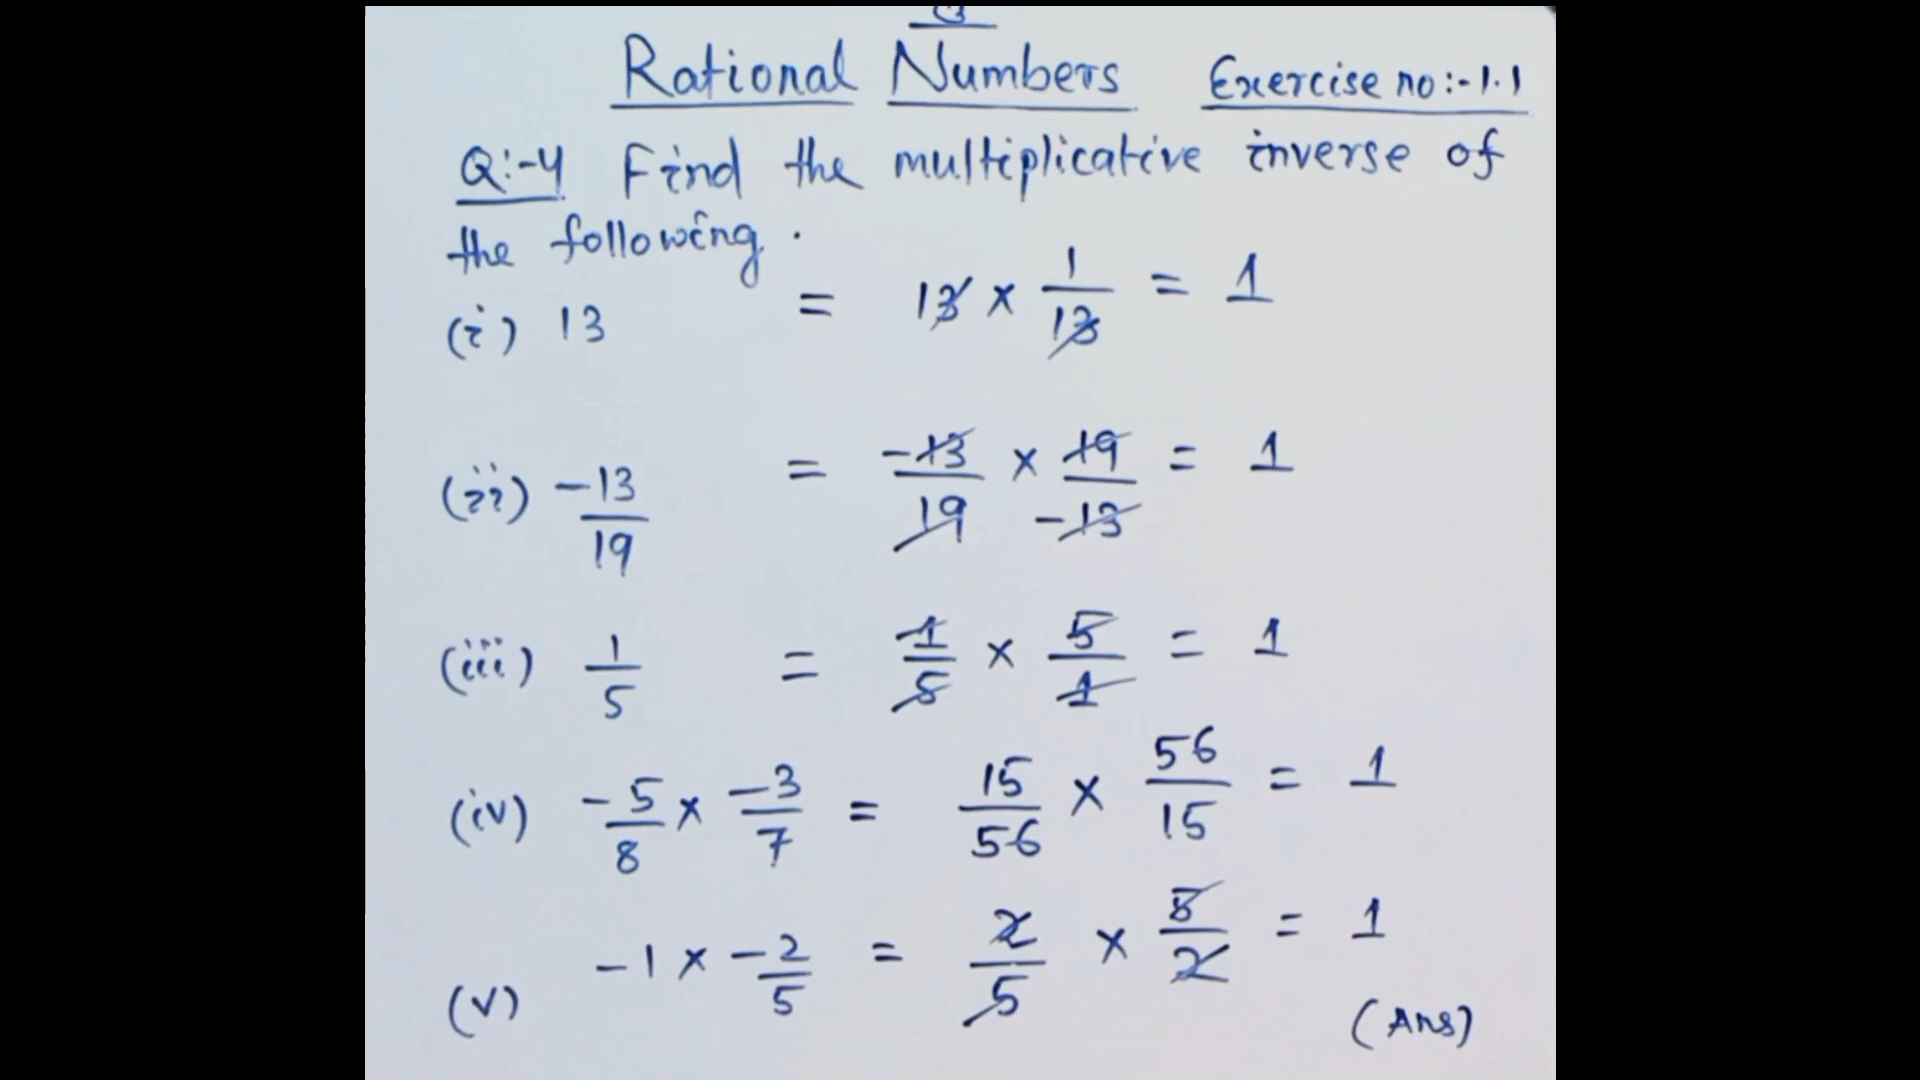 Rational Numbers Exercise no:-1.1
Q:-4 Find the multiplicative inverse of
the following.
(i) 13 = 13 × 1/13 = 1
(ii) -13/19 = -13/19 × 19/-13 = 1
(iii) 1/5 = 1/5 × 5/1 = 1
(iv) -5/8 × -3/7 = 15/56 × 56/15 = 1
(v) -1 × -2/5 = 2/5 × 5/2 = 1
(Ans)